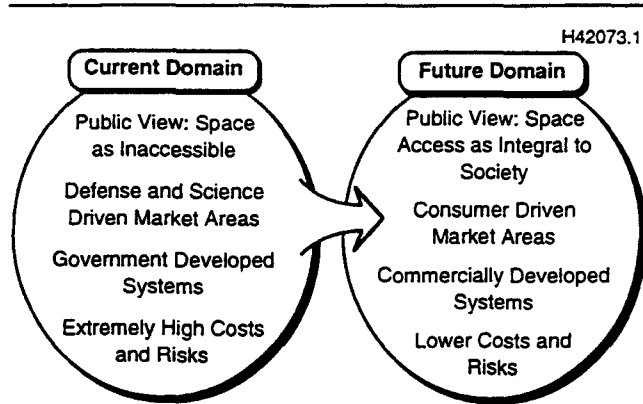 H42073.1
Current Domain
Public View: Space
as Inaccessible
Defense and Science
Driven Market Areas
Government Developed
Systems
Extremely High Costs
and Risks
Future Domain
Public View: Space
Access as Integral to
Society
Consumer Driven
Market Areas
Commercially Developed
Systems
Lower Costs and
Risks